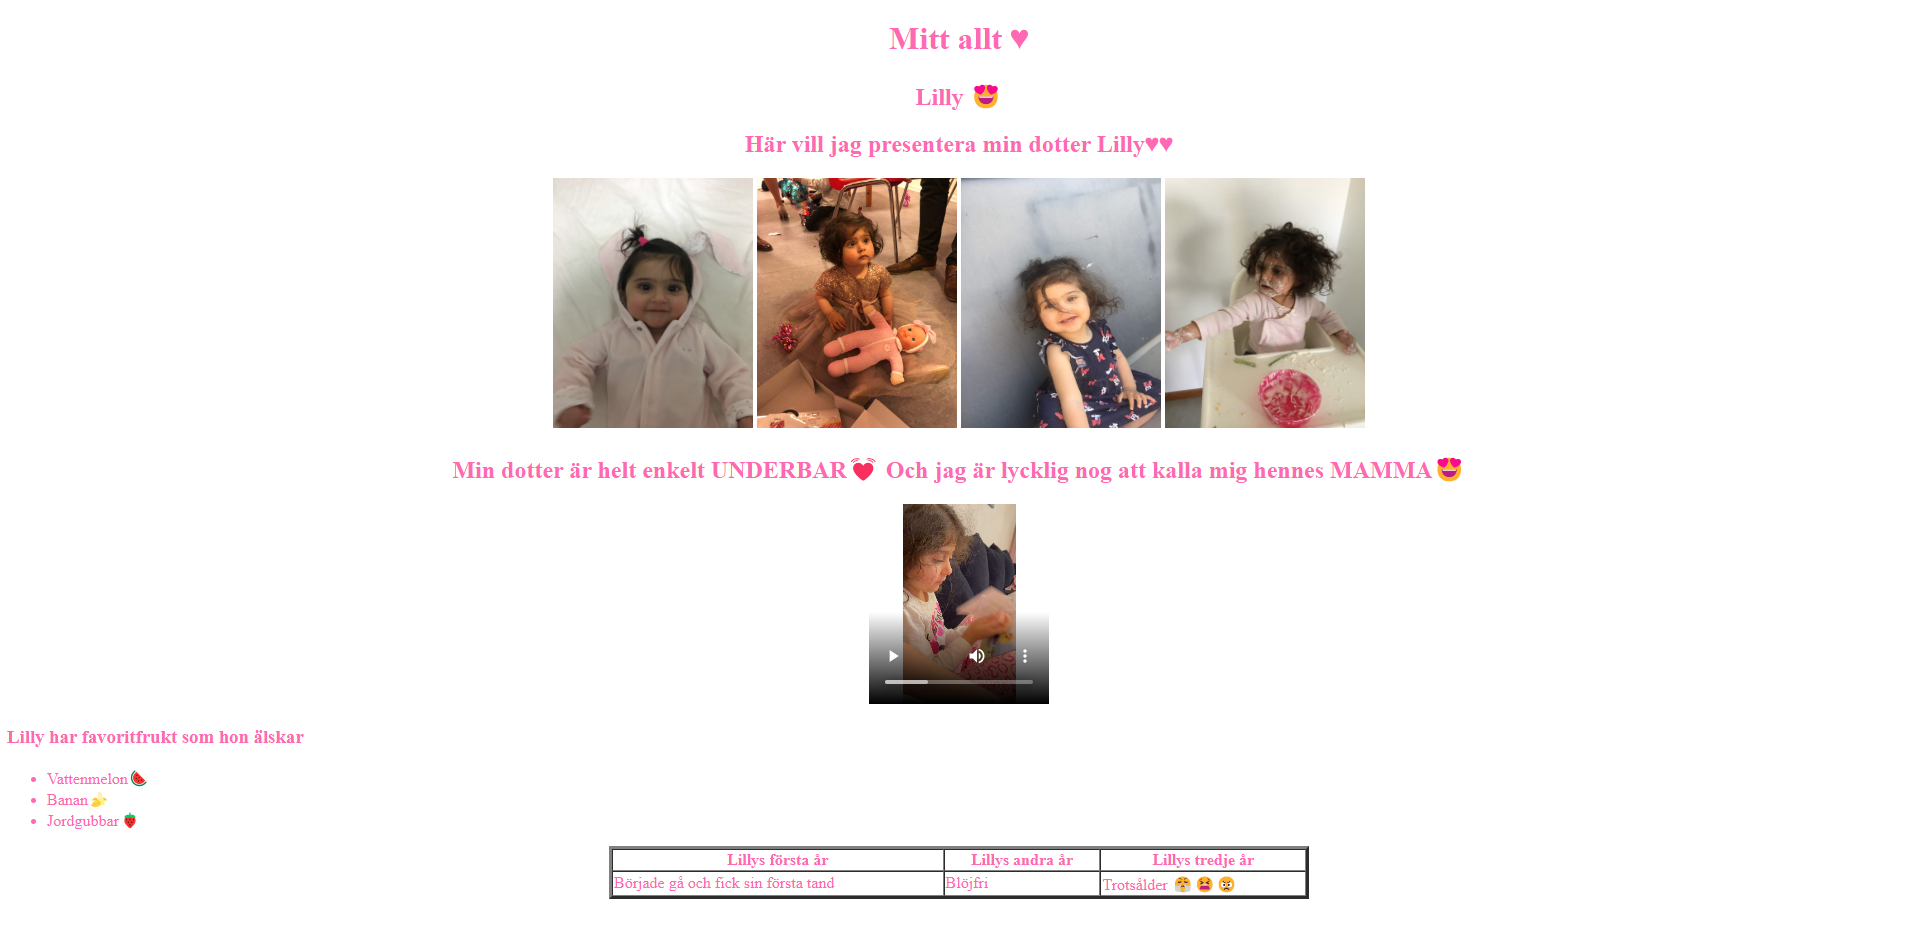 Mitt allt ♥
Lilly 😍
Här vill jag presentera min dotter Lilly♥♥
Min dotter är helt enkelt UNDERBAR💓 Och jag är lycklig nog att kalla mig hennes MAMMA😍
Lilly har favoritfrukt som hon älskar
• Vattenmelon🍉
• Banan🍌
• Jordgubbar🍓
Lillys första år Lillys andra år Lillys tredje år
Började gå och fick sin första tand Blöjfri Trotsålder 😤 😫 😡